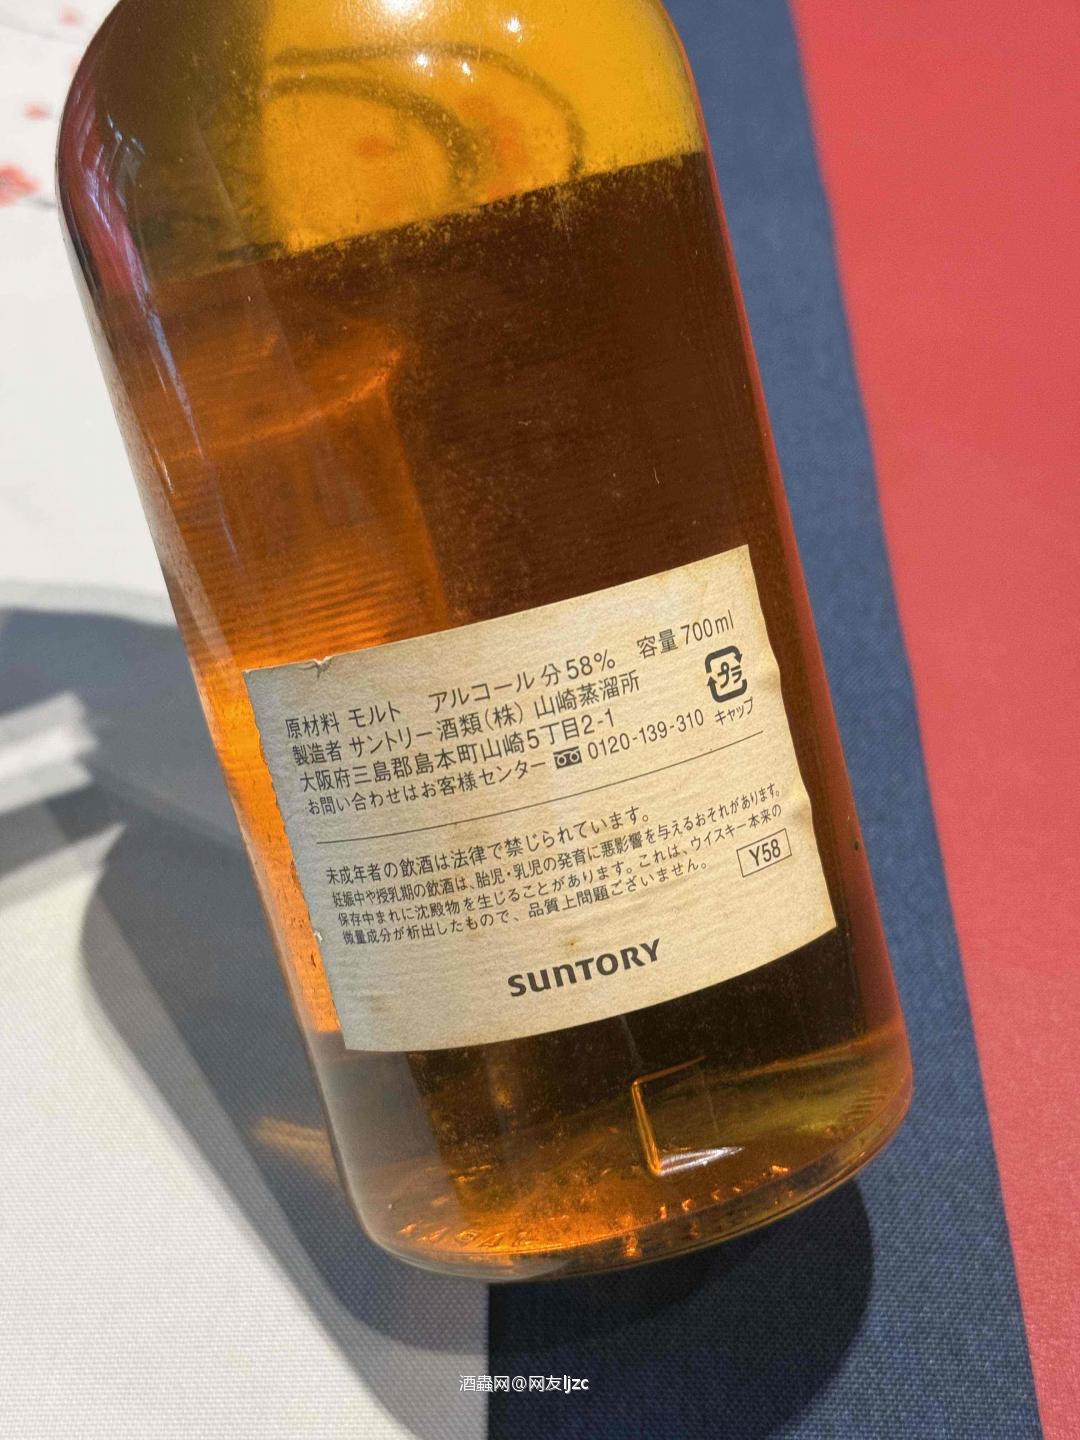 原材料 モルト　アルコール分58%　容量700ml
製造者 サントリー酒類(株) 山崎蒸溜所
大阪府三島郡島本町山崎5丁目2-1
お問い合わせはお客様センター 0120-139-310
プラ
キャップ
未成年者の飲酒は法律で禁じられています。
妊娠中や授乳期の飲酒は、胎児・乳児の発育に悪影響を与えるおそれがあります。
保存中まれに沈殿物を生じることがあります。これは、ウイスキー本来の
微量成分が析出したもので、品質上問題ございません。
Y58
SUNTORY
酒蟲网@网友ljzc